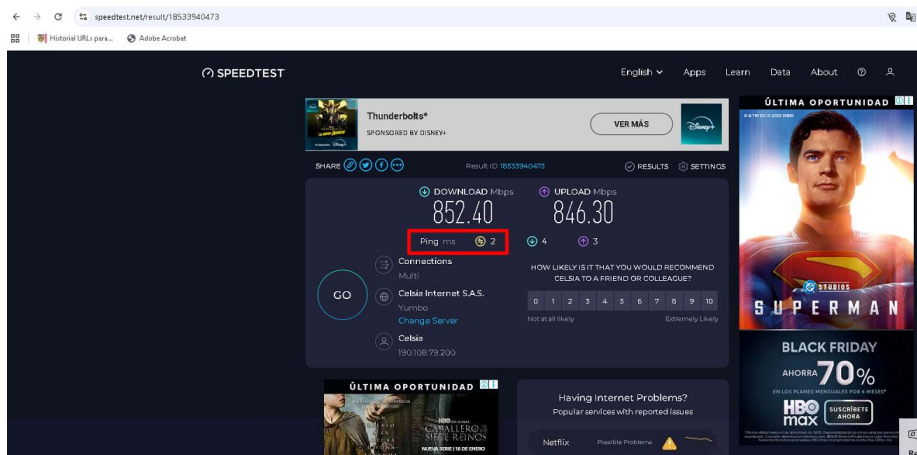 speedtest.net/result/18533940473
Historial URLs para...
Adobe Acrobat
SPEEDTEST
English
Apps
Learn
Data
About
Thunderbolts*
SPONSORED BY DISNEY+
VER MÁS
Disney+
ÚLTIMA OPORTUNIDAD
SHARE
Result ID 18533940473
RESULTS
SETTINGS
DOWNLOAD Mbps
852.40
UPLOAD Mbps
846.30
Ping ms
2
4
3
Connections
Multi
Celsia Internet S.A.S.
Yumbo
Change Server
Celsia
190.108.79.200
GO
HOW LIKELY IS IT THAT YOU WOULD RECOMMEND
CELSIA TO A FRIEND OR COLLEAGUE?
0 1 2 3 4 5 6 7 8 9 10
Not at all likely
Extremely Likely
STUDIOS
SUPERMAN
BLACK FRIDAY
AHORRA 70%
EN LOS PLANES MENSUALES POR 6 MESES*
HBO max
SUSCRÍBETE
AHORA
ÚLTIMA OPORTUNIDAD
CABALLERO
SIETE REINOS
NUEVA SERIE | 18 DE ENERO
Having Internet Problems?
Popular services with reported issues
Netflix
Possible Problems